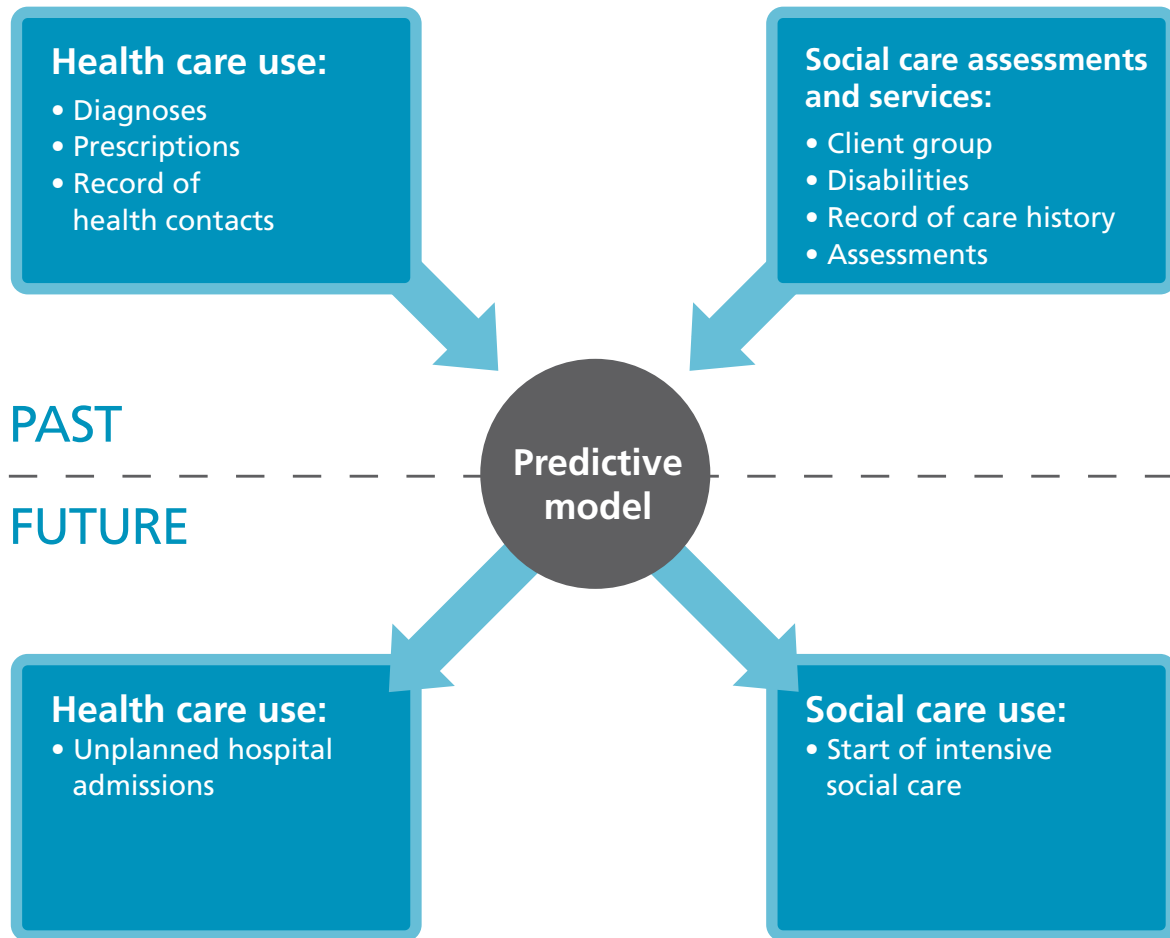 Health care use:
• Diagnoses
• Prescriptions
• Record of
health contacts
Social care assessments
and services:
• Client group
• Disabilities
• Record of care history
• Assessments
PAST
Predictive
model
FUTURE
Health care use:
• Unplanned hospital
admissions
Social care use:
• Start of intensive
social care